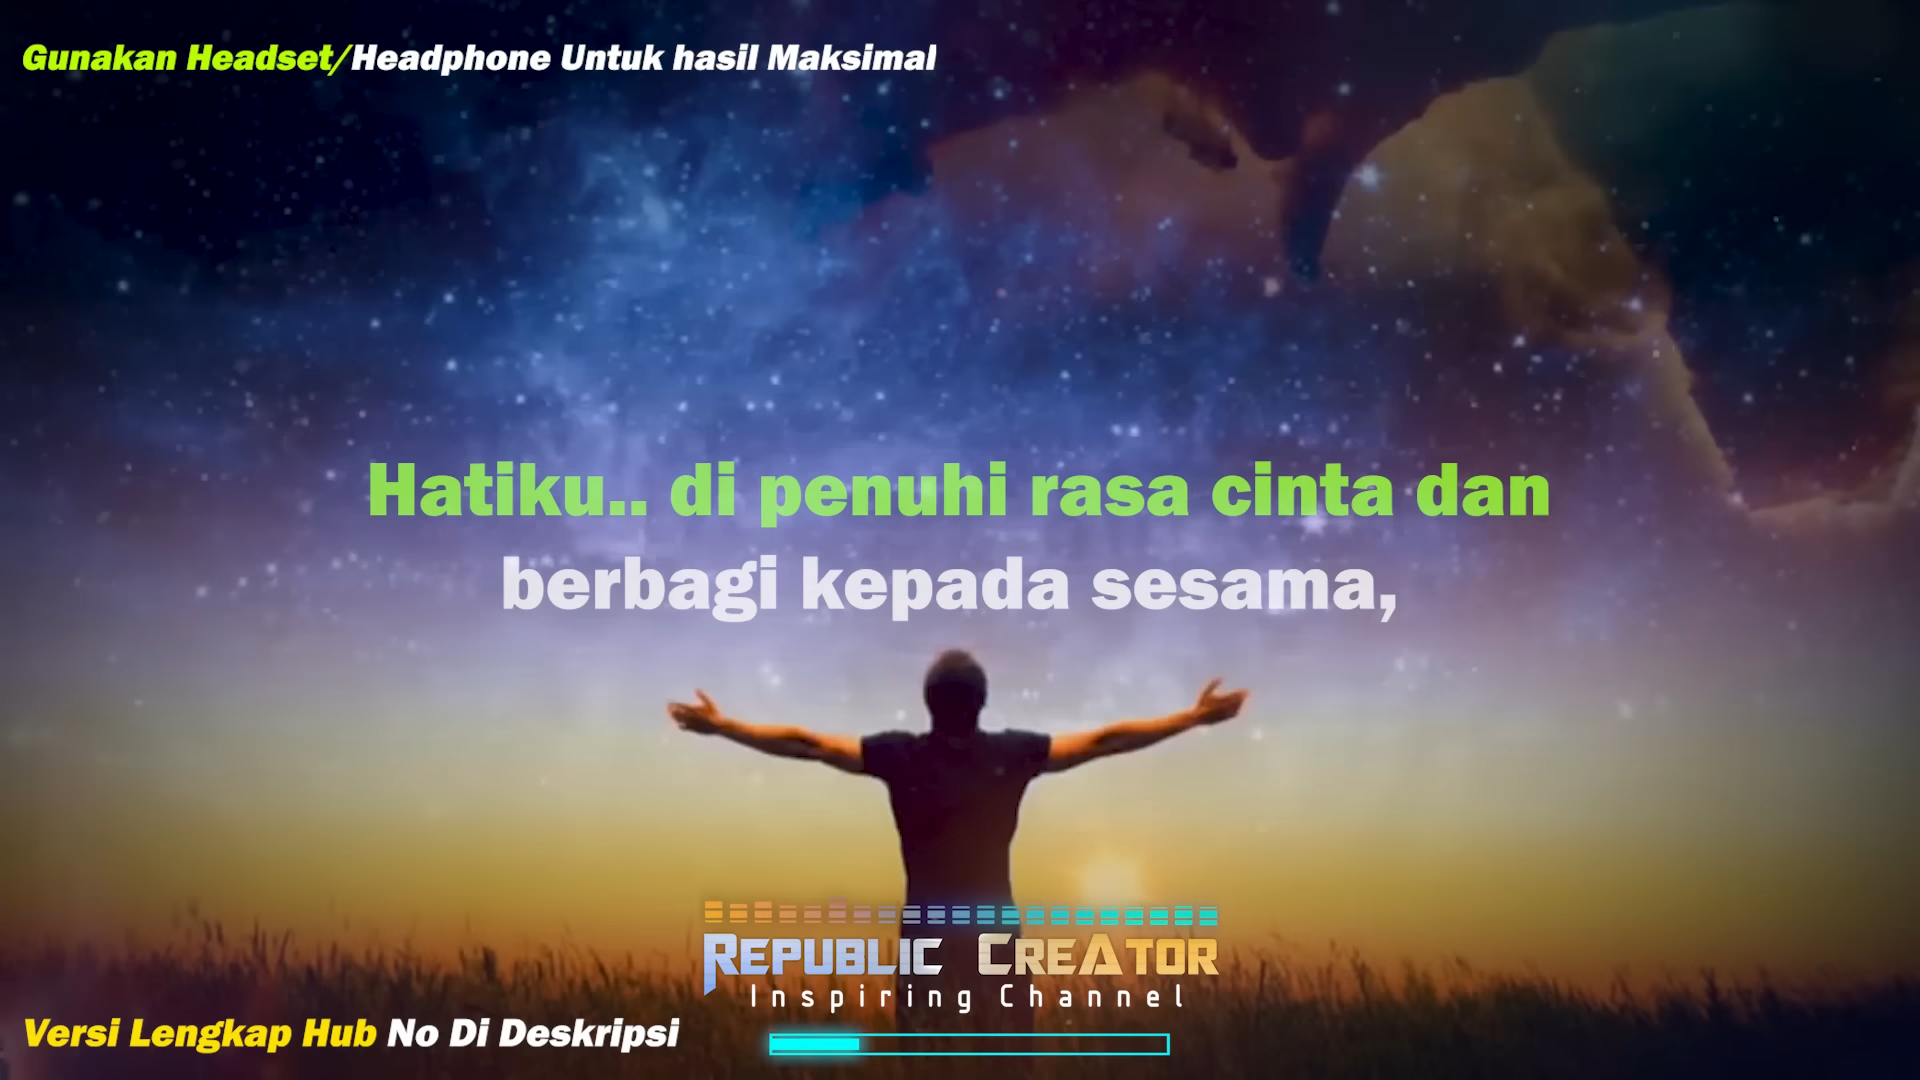 Gunakan Headset/Headphone Untuk hasil Maksimal
Hatiku.. di penuhi rasa cinta dan
berbagi kepada sesama,
REPUBLIC CREATOR
Inspiring Channel
Versi Lengkap Hub No Di Deskripsi